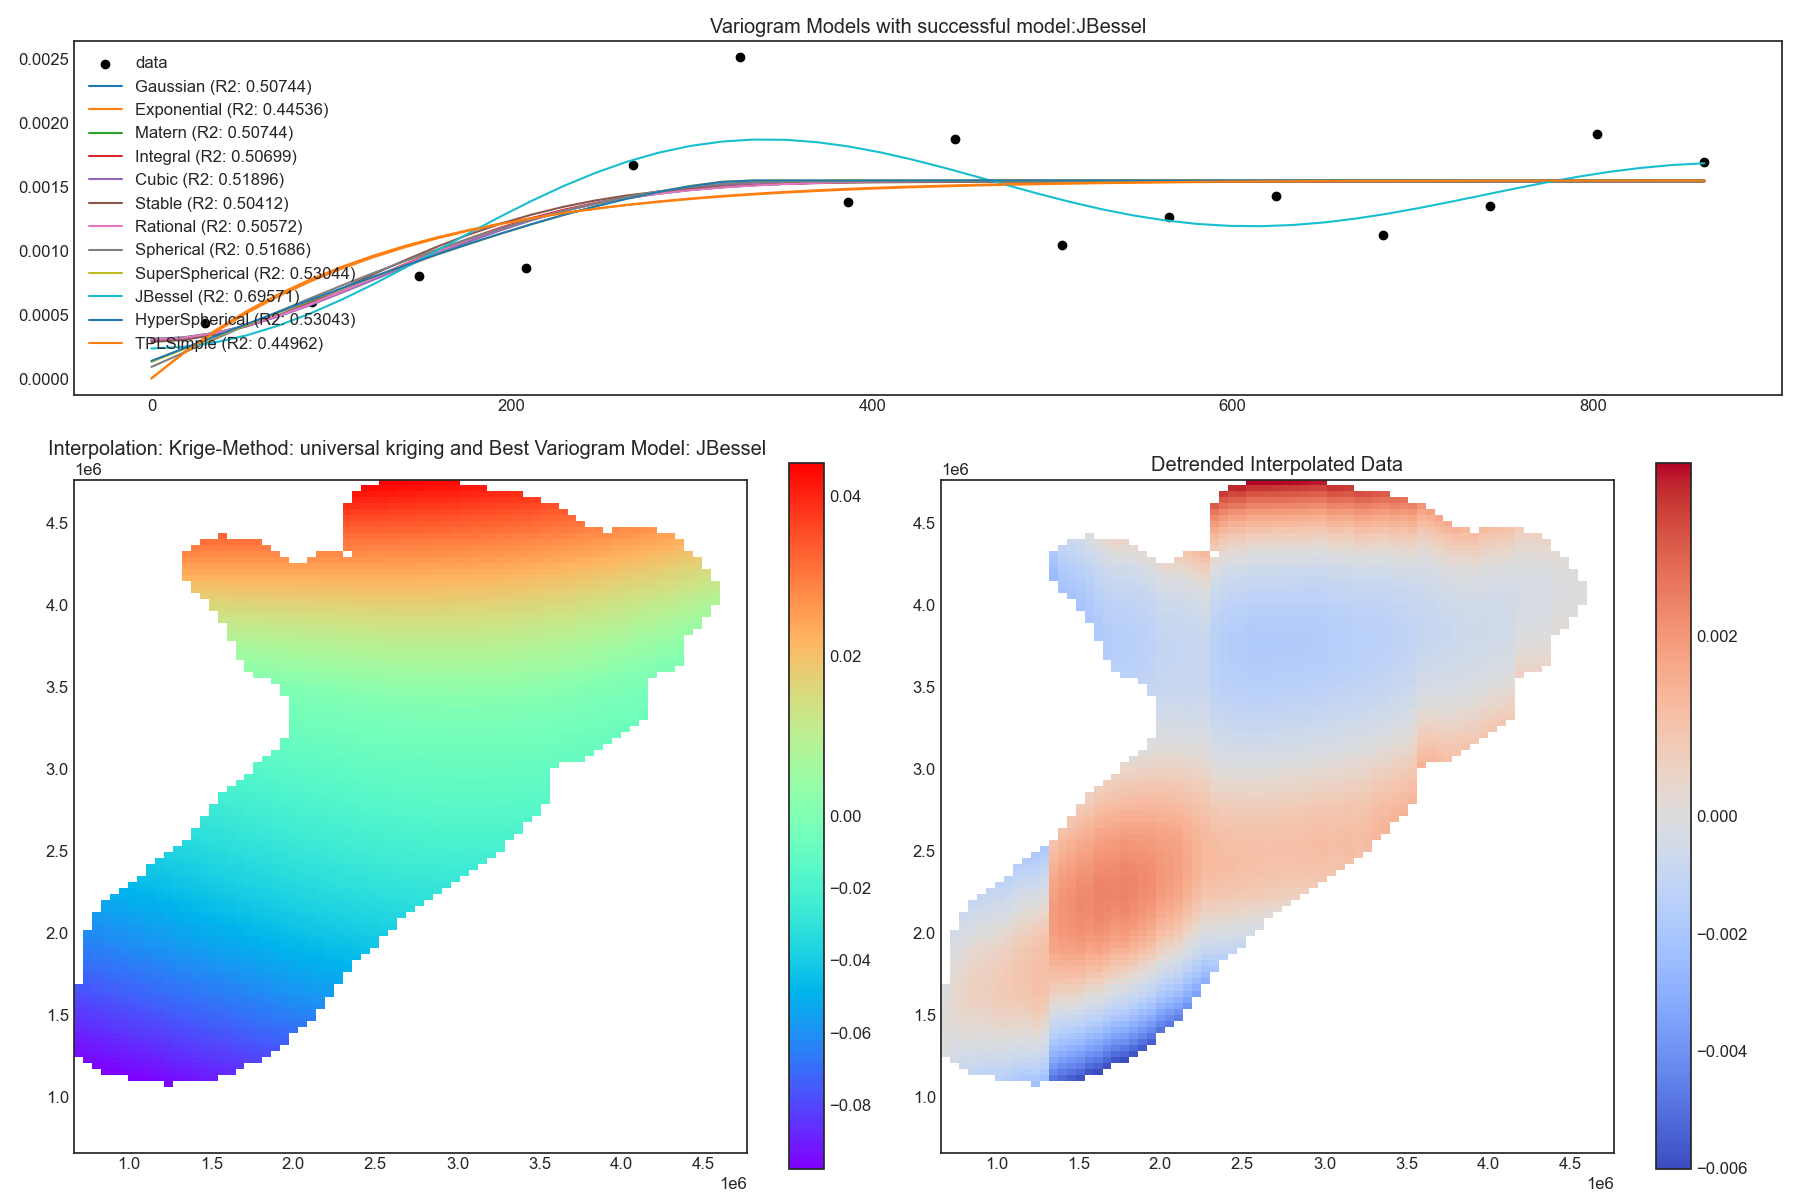 Variogram Models with successful model:JBessel
0.0025
0.0020
0.0015
0.0010
0.0005
0.0000
data
Gaussian (R2: 0.50744)
Exponential (R2: 0.44536)
Matern (R2: 0.50744)
Integral (R2: 0.50699)
Cubic (R2: 0.51896)
Stable (R2: 0.50412)
Rational (R2: 0.50572)
Spherical (R2: 0.51686)
SuperSpherical (R2: 0.53044)
JBessel (R2: 0.69571)
HyperSpherical (R2: 0.53043)
TPLSimple (R2: 0.44962)
0 200 400 600 800
Interpolation: Krige-Method: universal kriging and Best Variogram Model: JBessel
1e6
4.5
4.0
3.5
3.0
2.5
2.0
1.5
1.0
1.0 1.5 2.0 2.5 3.0 3.5 4.0 4.5
1e6
0.04
0.02
0.00
−0.02
−0.04
−0.06
−0.08
Detrended Interpolated Data
1e6
4.5
4.0
3.5
3.0
2.5
2.0
1.5
1.0
1.0 1.5 2.0 2.5 3.0 3.5 4.0 4.5
1e6
0.002
0.000
−0.002
−0.004
−0.006